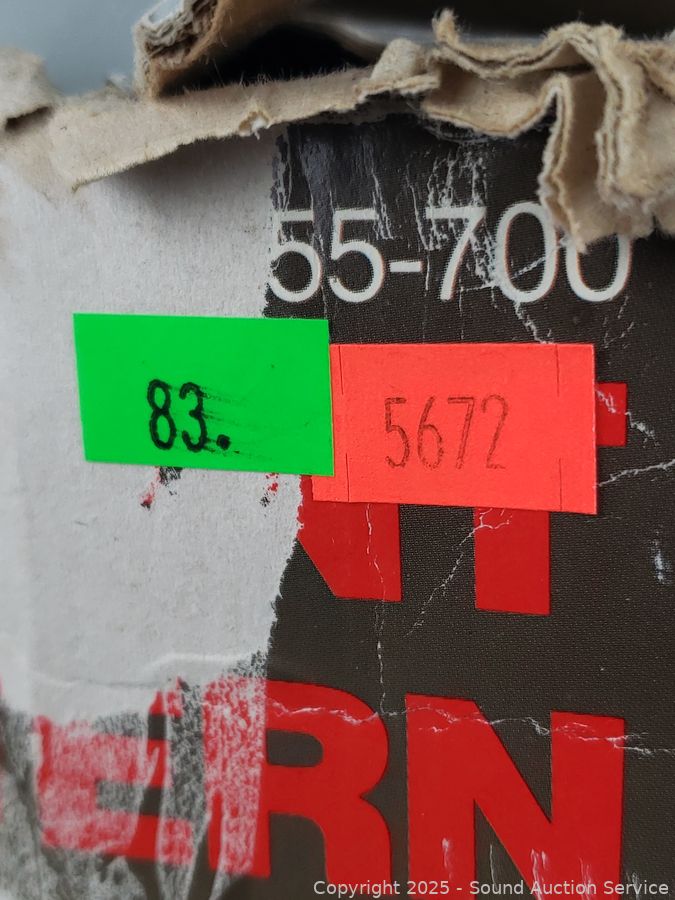 55-700
83.
5672
NT
ERN
Copyright 2025 - Sound Auction Service